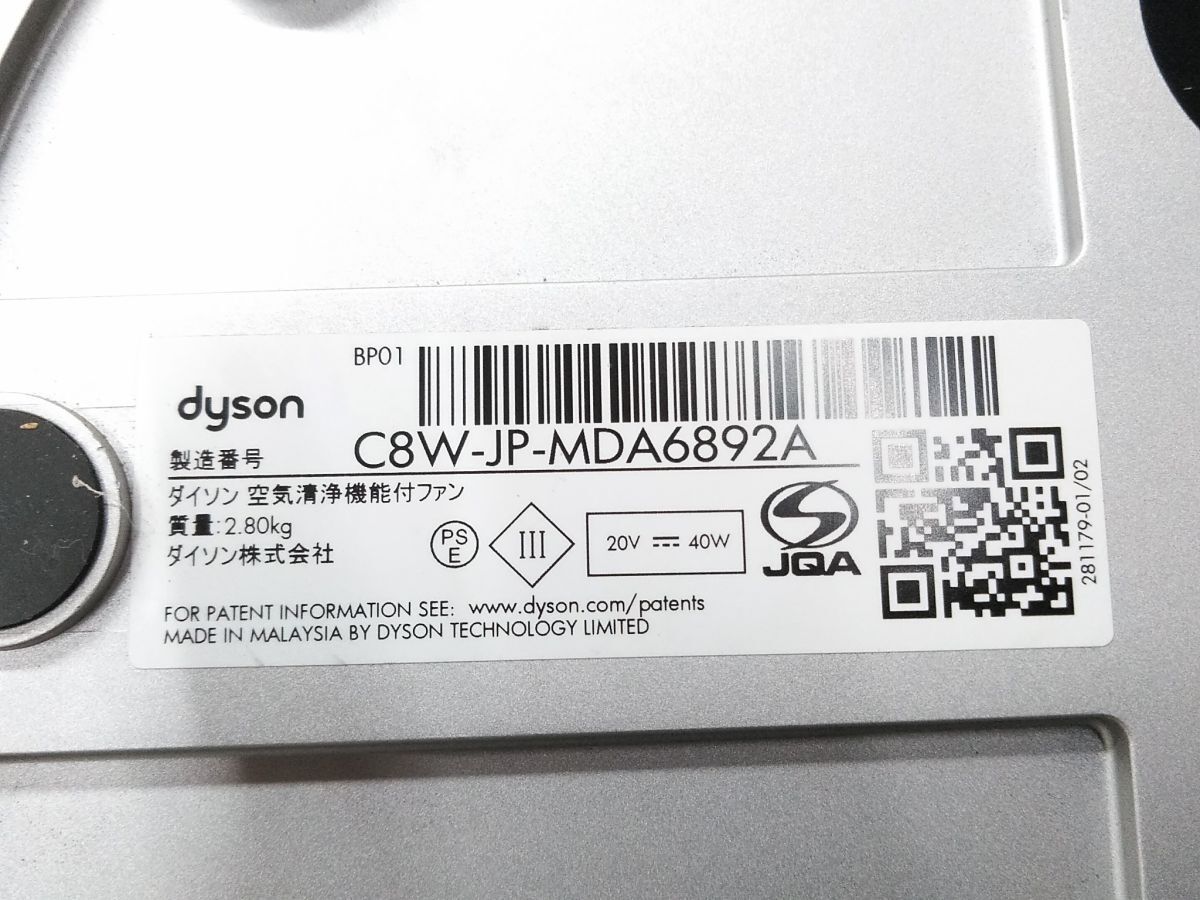 BP01
dyson
製造番号 C8W-JP-MDA6892A
ダイソン 空気清浄機能付ファン
質量:2.80kg
ダイソン株式会社
PS
E
III
20V ⎓ 40W
JQA
281179-01/02
FOR PATENT INFORMATION SEE: www.dyson.com/patents
MADE IN MALAYSIA BY DYSON TECHNOLOGY LIMITED